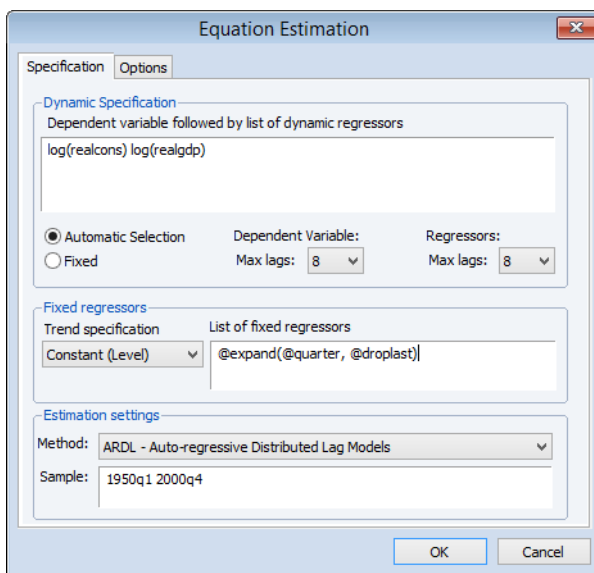 Equation Estimation
Specification Options
Dynamic Specification
Dependent variable followed by list of dynamic regressors
log(realcons) log(realgdp)
Automatic Selection
Fixed
Dependent Variable:
Max lags: 8
Regressors:
Max lags: 8
Fixed regressors
Trend specification
Constant (Level)
List of fixed regressors
@expand(@quarter, @droplast)
Estimation settings
Method: ARDL - Auto-regressive Distributed Lag Models
Sample: 1950q1 2000q4
OK Cancel